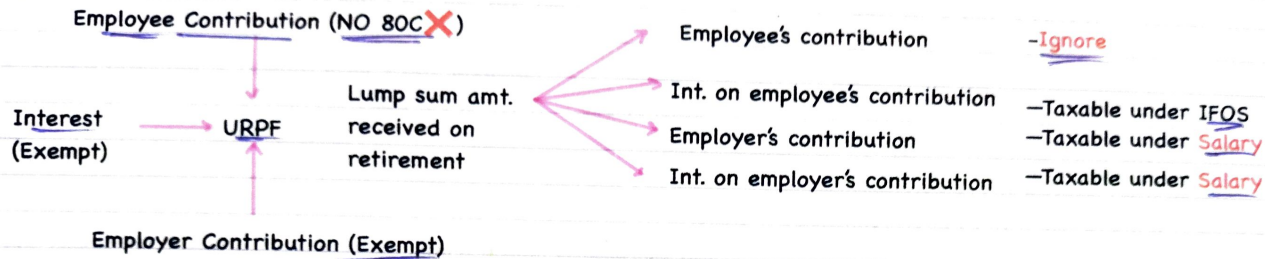 Employee Contribution (NO 80C❌)
Interest
(Exempt)
URPF
Employer Contribution (Exempt)
Lump sum amt.
received on
retirement
Employee's contribution -Ignore
Int. on employee's contribution —Taxable under IFOS
Employer's contribution —Taxable under Salary
Int. on employer's contribution —Taxable under Salary